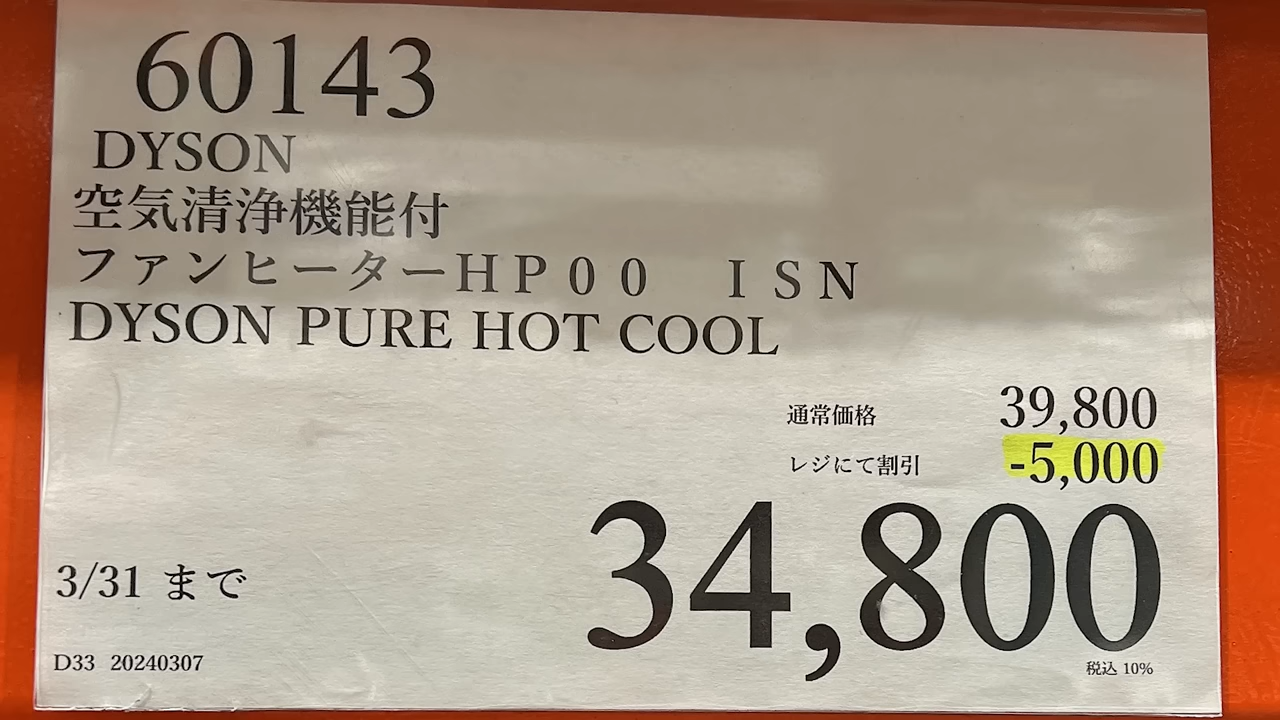 60143
DYSON
空気清浄機能付
ファンヒーターHP00　ISN
DYSON PURE HOT COOL
通常価格 39,800
レジにて割引 -5,000
34,800
3/31 まで
D33 20240307
税込 10%